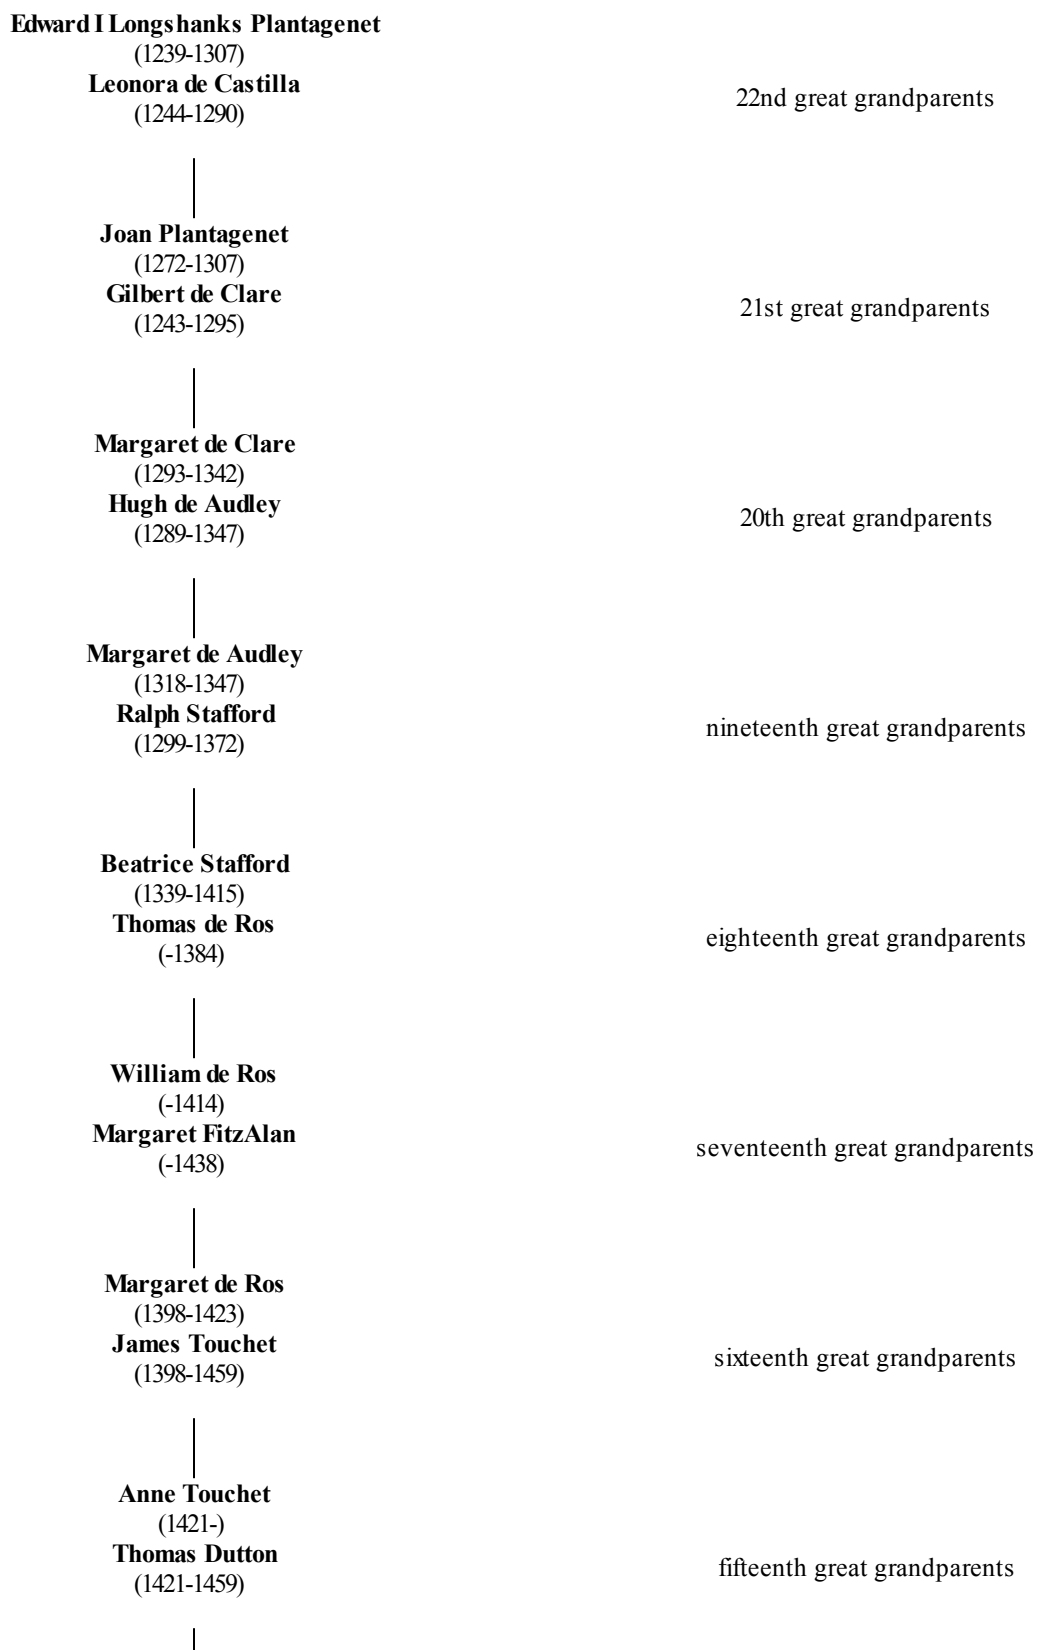 Edward I Longshanks Plantagenet
(1239-1307)
Leonora de Castilla
(1244-1290)
22nd great grandparents
Joan Plantagenet
(1272-1307)
Gilbert de Clare
(1243-1295)
21st great grandparents
Margaret de Clare
(1293-1342)
Hugh de Audley
(1289-1347)
20th great grandparents
Margaret de Audley
(1318-1347)
Ralph Stafford
(1299-1372)
nineteenth great grandparents
Beatrice Stafford
(1339-1415)
Thomas de Ros
(-1384)
eighteenth great grandparents
William de Ros
(-1414)
Margaret FitzAlan
(-1438)
seventeenth great grandparents
Margaret de Ros
(1398-1423)
James Touchet
(1398-1459)
sixteenth great grandparents
Anne Touchet
(1421-)
Thomas Dutton
(1421-1459)
fifteenth great grandparents